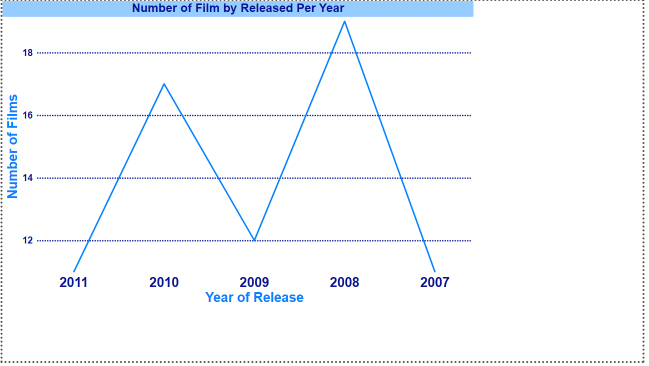 Number of Film by Released Per Year
18
16
14
12
Number of Films
2011 2010 2009 2008 2007
Year of Release